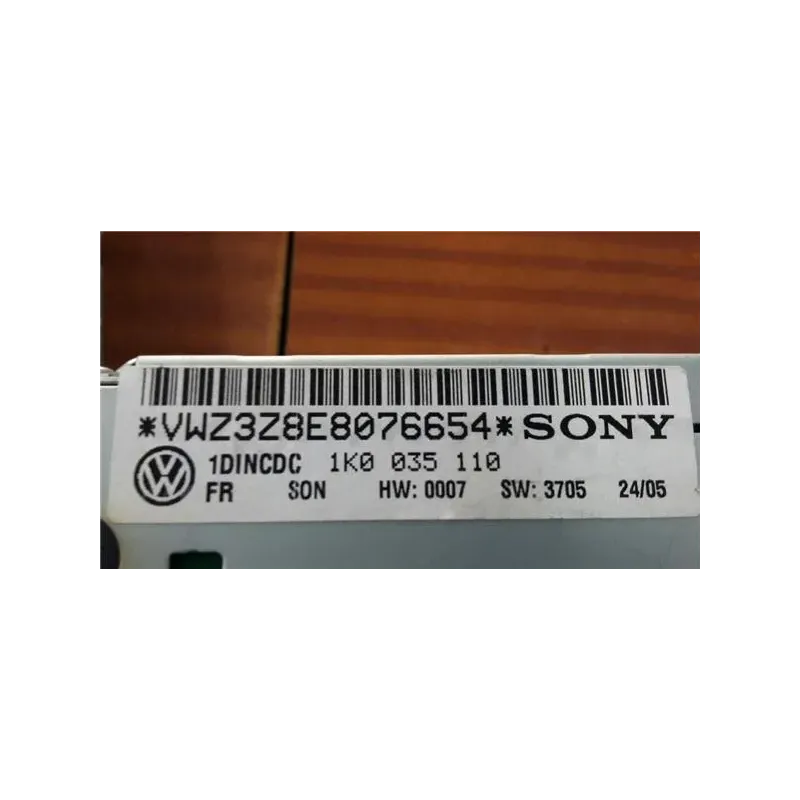 *VWZ3Z8E8076654* SONY
1DINCDC 1K0 035 110
FR SON HW: 0007 SW: 3705 24/05